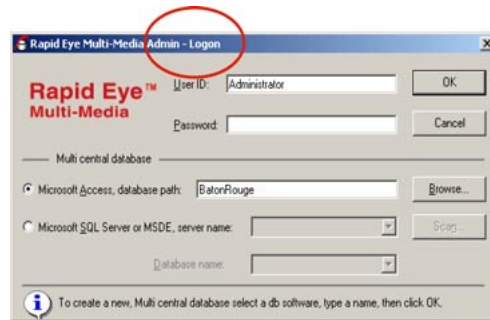 Rapid Eye Multi-Media Admin - Logon
Rapid Eye™
Multi-Media
User ID: Administrator
OK
Password:
Cancel
Multi central database
Microsoft Access, database path: BatonRouge
Browse...
Microsoft SQL Server or MSDE, server name:
Scan...
Database name:
To create a new, Multi central database select a db software, type a name, then click OK.